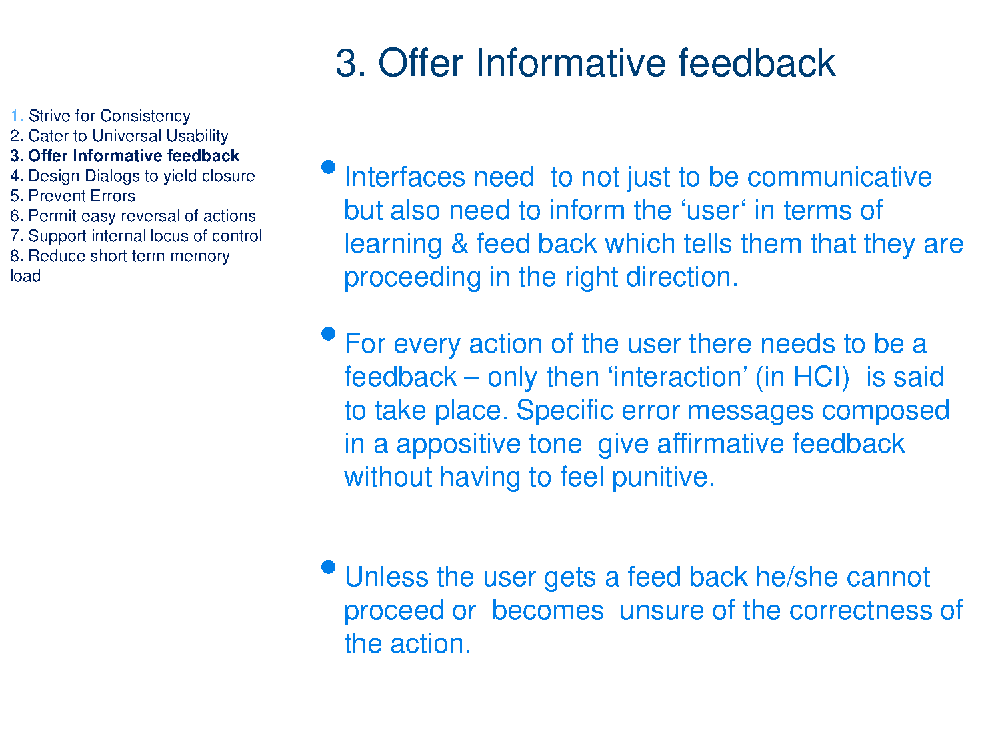 3. Offer Informative feedback
1. Strive for Consistency
2. Cater to Universal Usability
3. Offer Informative feedback
4. Design Dialogs to yield closure
5. Prevent Errors
6. Permit easy reversal of actions
7. Support internal locus of control
8. Reduce short term memory
load
• Interfaces need to not just to be communicative
but also need to inform the ‘user‘ in terms of
learning & feed back which tells them that they are
proceeding in the right direction.
• For every action of the user there needs to be a
feedback – only then ‘interaction’ (in HCI) is said
to take place. Specific error messages composed
in a appositive tone give affirmative feedback
without having to feel punitive.
• Unless the user gets a feed back he/she cannot
proceed or becomes unsure of the correctness of
the action.